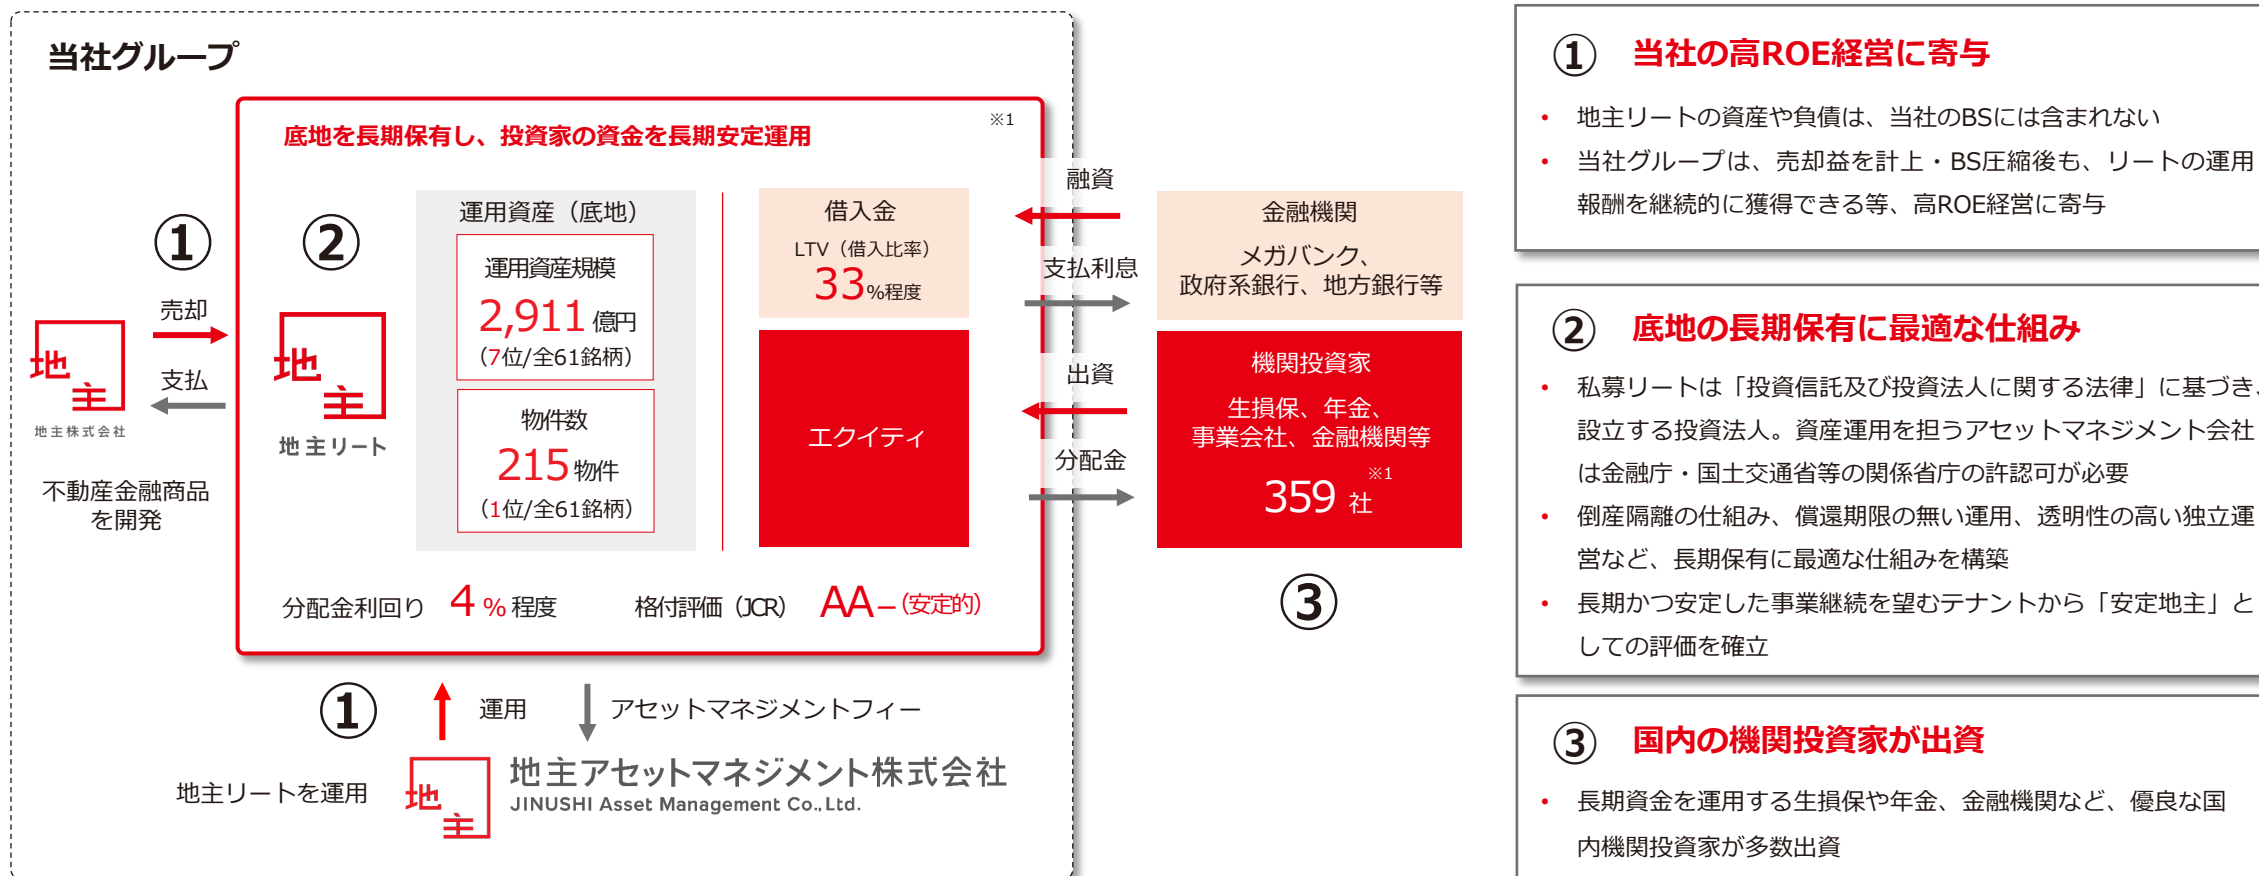 当社グループ
底地を長期保有し、投資家の資金を長期安定運用
※1
①
売却
支払
地主
地主株式会社
不動産金融商品
を開発
②
地主
地主リート
運用資産（底地）
運用資産規模
2,911億円
（7位/全61銘柄）
物件数
215物件
（1位/全61銘柄）
借入金
LTV（借入比率）
33%程度
エクイティ
分配金利回り 4%程度
格付評価（JCR） AA－（安定的）
融資
支払利息
出資
分配金
金融機関
メガバンク、
政府系銀行、地方銀行等
機関投資家
生損保、年金、
事業会社、金融機関等
※1
359 社
③
①
運用
アセットマネジメントフィー
地主リートを運用
地主
地主アセットマネジメント株式会社
JINUSHI Asset Management Co., Ltd.
① 当社の高ROE経営に寄与
• 地主リートの資産や負債は、当社のBSには含まれない
• 当社グループは、売却益を計上・BS圧縮後も、リートの運用
報酬を継続的に獲得できる等、高ROE経営に寄与
② 底地の長期保有に最適な仕組み
• 私募リートは「投資信託及び投資法人に関する法律」に基づき、
設立する投資法人。資産運用を担うアセットマネジメント会社
は金融庁・国土交通省等の関係省庁の許認可が必要
• 倒産隔離の仕組み、償還期限の無い運用、透明性の高い独立運
営など、長期保有に最適な仕組みを構築
• 長期かつ安定した事業継続を望むテナントから「安定地主」と
しての評価を確立
③ 国内の機関投資家が出資
• 長期資金を運用する生損保や年金、金融機関など、優良な国
内機関投資家が多数出資